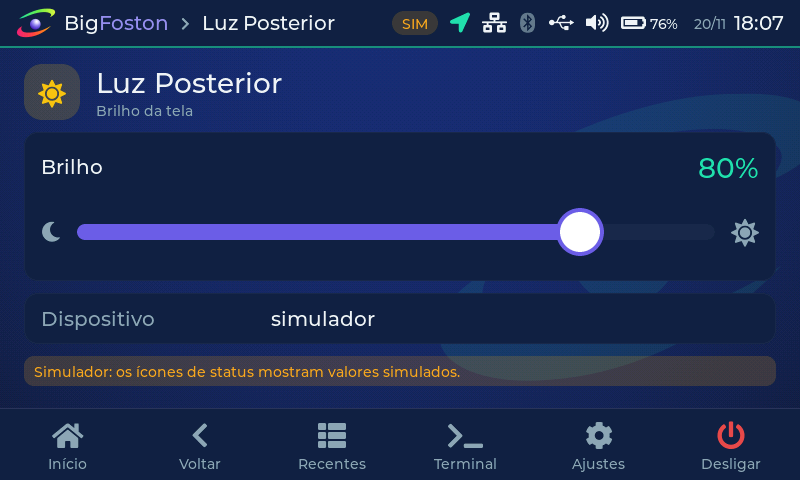 BigFoston > Luz Posterior
SIM
76%
20/11 18:07
Luz Posterior
Brilho da tela
Brilho
80%
Dispositivo simulador
Simulador: os ícones de status mostram valores simulados.
Início Voltar Recentes Terminal Ajustes Desligar